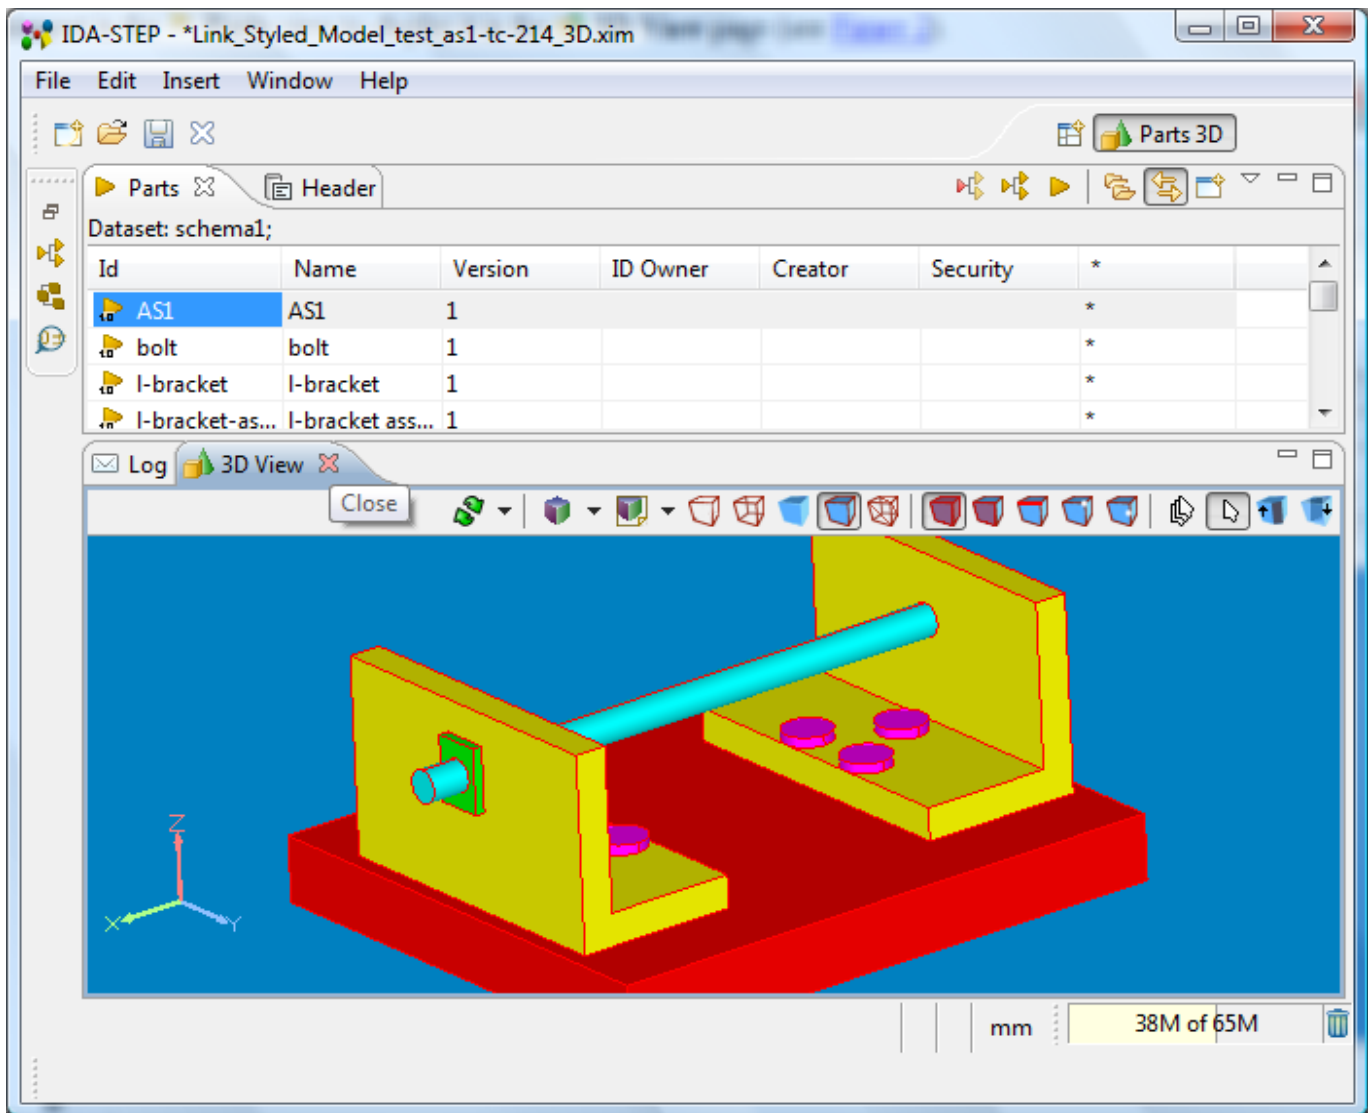 IDA-STEP - *Link_Styled_Model_test_as1-tc-214_3D.xim
File Edit Insert Window Help
Parts 3D
Parts Header
Dataset: schema1;
Id Name Version ID Owner Creator Security *
AS1 AS1 1 *
bolt bolt 1 *
l-bracket l-bracket 1 *
l-bracket-as... l-bracket ass... 1 *
Log 3D View
Close
Z
X Y
mm 38M of 65M